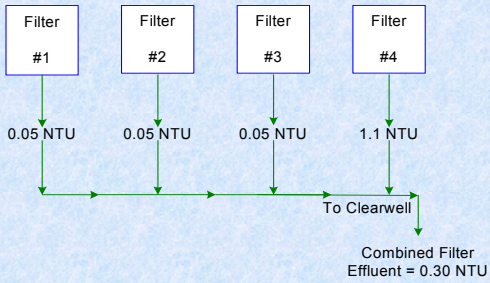 Filter
#1
Filter
#2
Filter
#3
Filter
#4
0.05 NTU
0.05 NTU
0.05 NTU
1.1 NTU
To Clearwell
Combined Filter
Effluent = 0.30 NTU